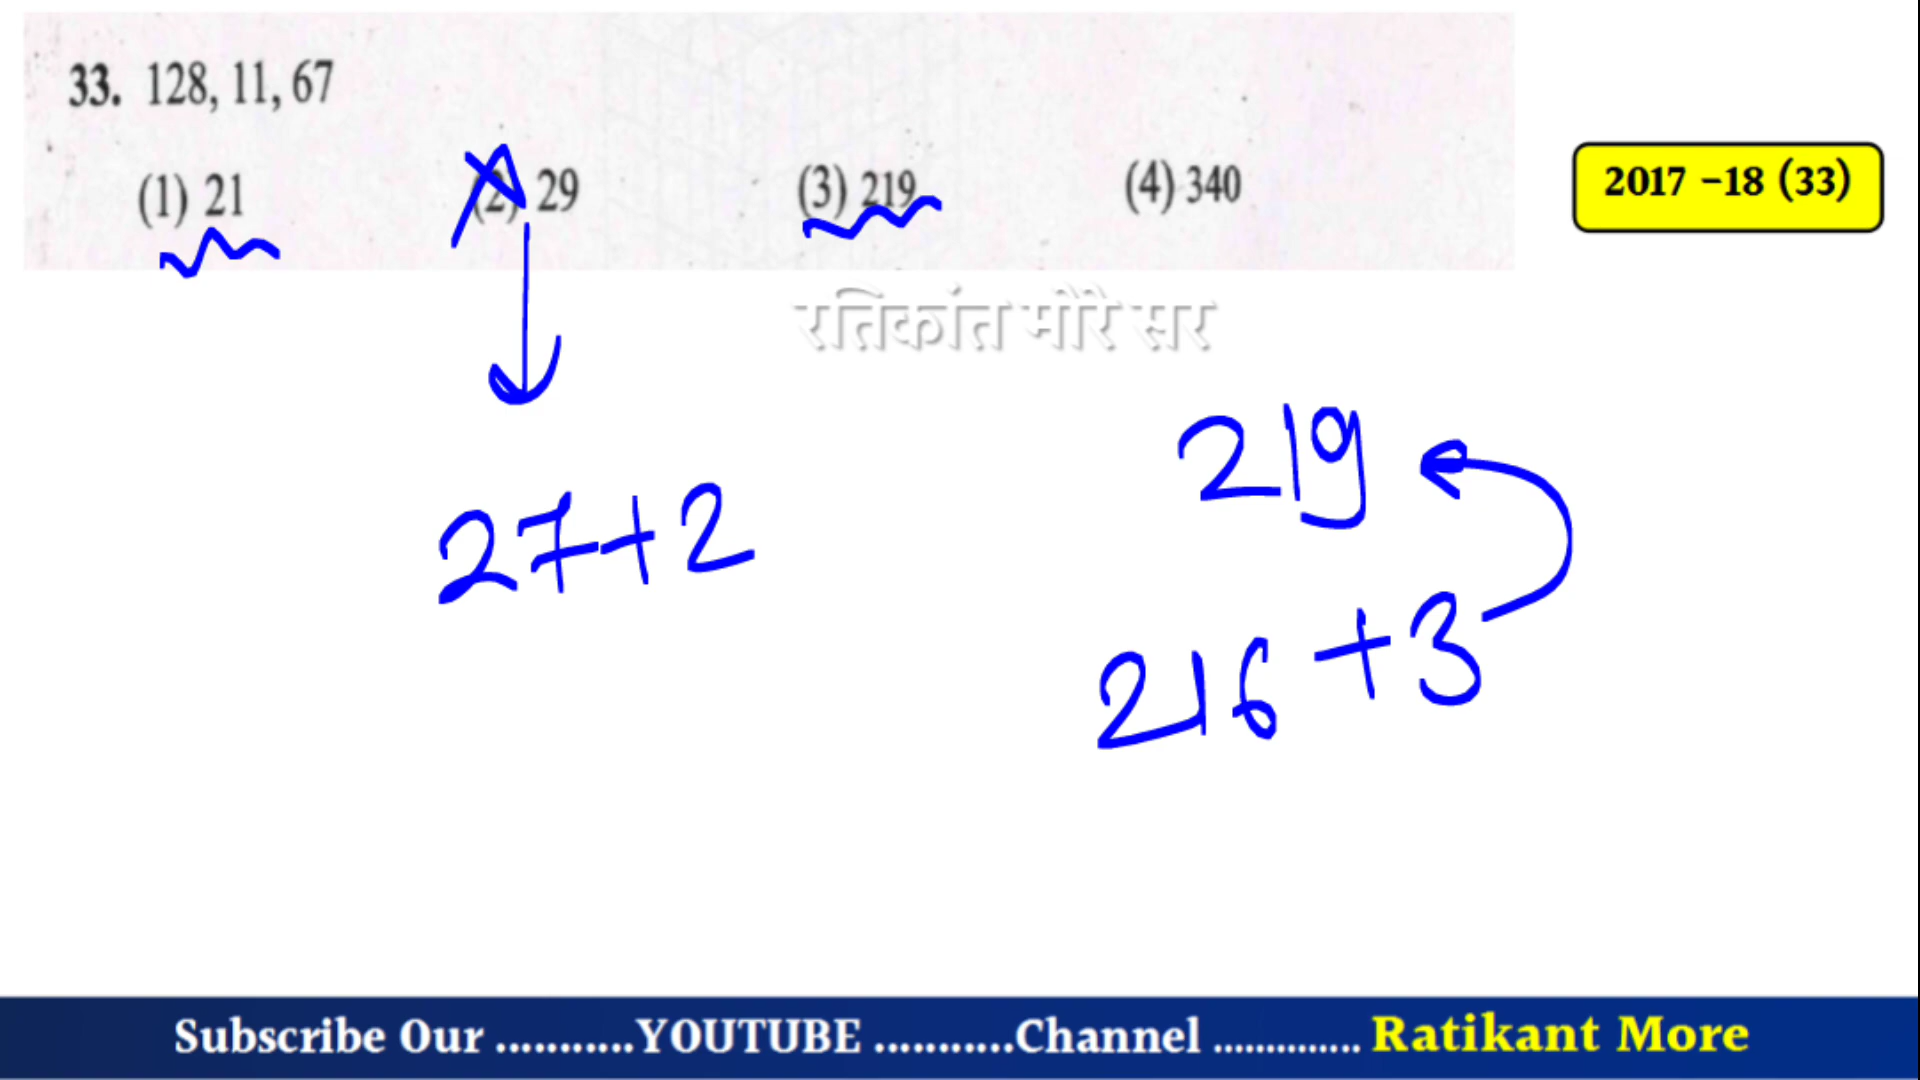 33. 128, 11, 67
(1) 21 (2) 29 (3) 219 (4) 340
2017 –18 (33)
रतिकांत मोरे सर
219
27+2
216 +3
Subscribe Our ...........YOUTUBE ...........Channel .............. Ratikant More